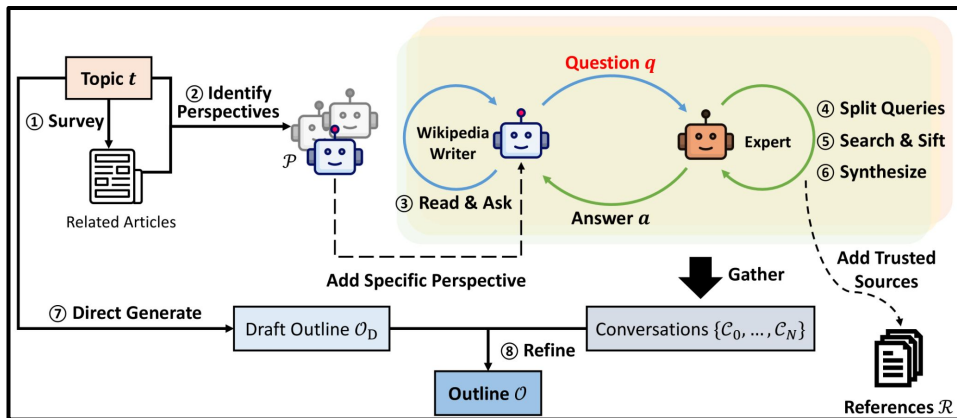 Topic t
① Survey
② Identify
Perspectives
Related Articles
𝒫
Question q
Wikipedia
Writer
Expert
③ Read & Ask
Answer a
④ Split Queries
⑤ Search & Sift
⑥ Synthesize
Add Specific Perspective
Gather
Add Trusted
Sources
⑦ Direct Generate
Draft Outline 𝒪_D
Conversations {𝒞₀, … , 𝒞_N}
⑧ Refine
Outline 𝒪
References ℛ